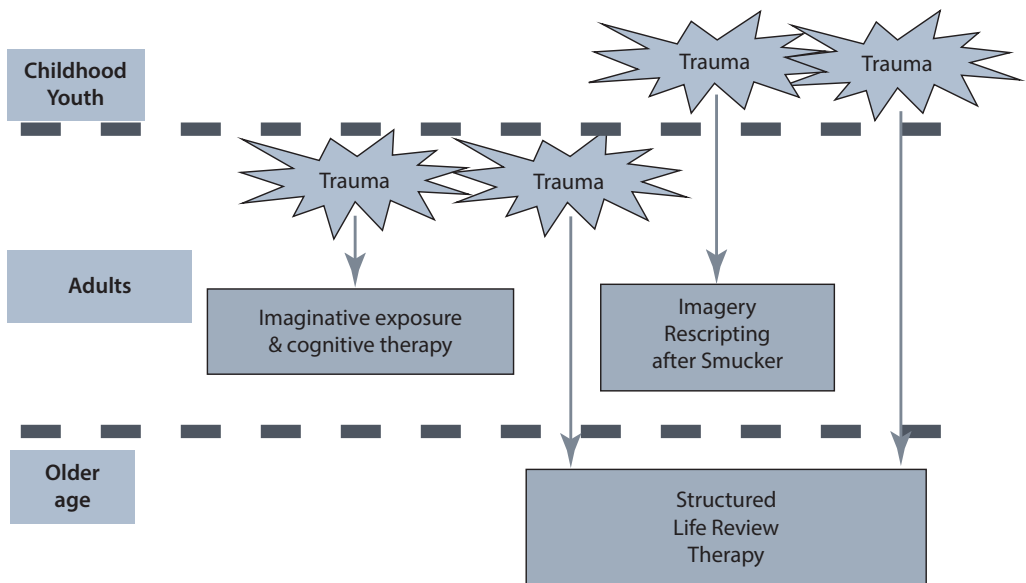 Childhood
Youth
Trauma
Trauma
Trauma
Trauma
Adults
Imaginative exposure
& cognitive therapy
Imagery
Rescripting
after Smucker
Older
age
Structured
Life Review
Therapy